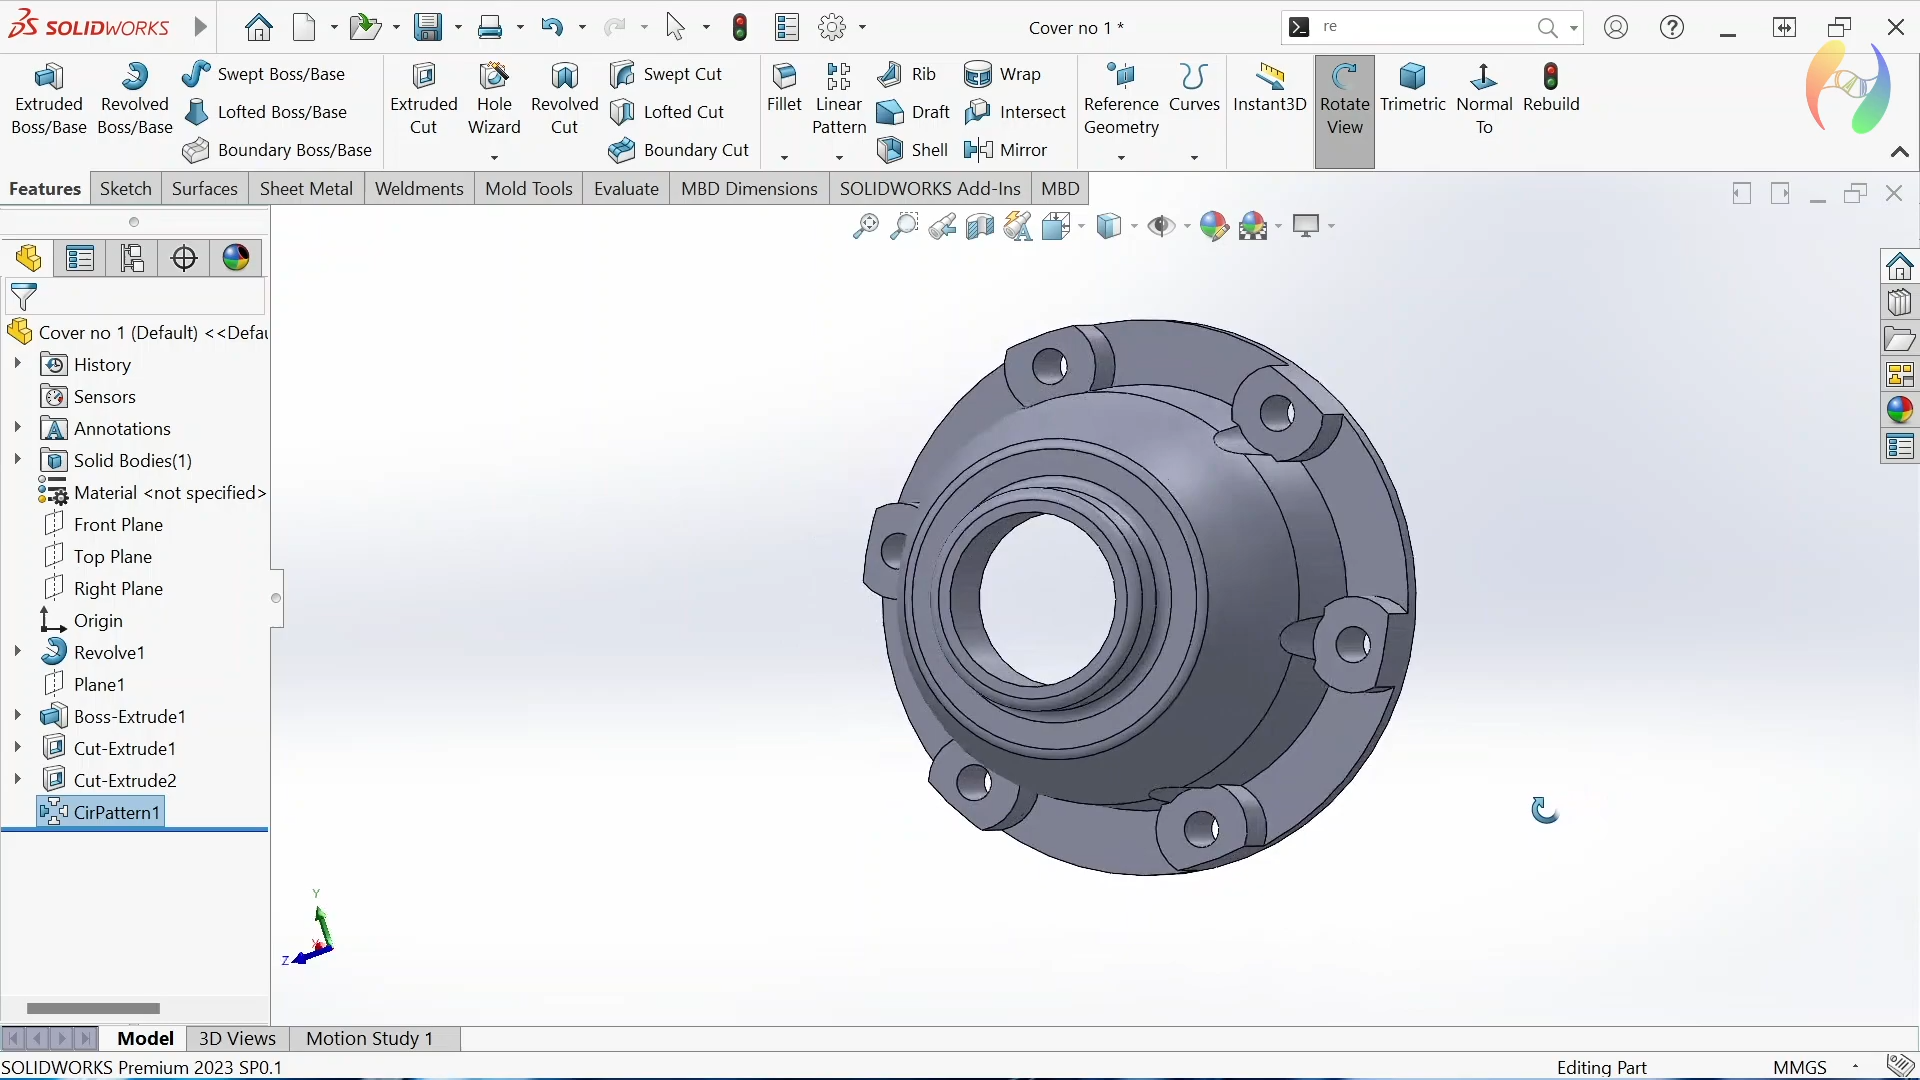 SOLIDWORKS
Cover no 1 *
re
Extruded Boss/Base
Revolved Boss/Base
Swept Boss/Base
Lofted Boss/Base
Boundary Boss/Base
Extruded Cut
Hole Wizard
Revolved Cut
Swept Cut
Lofted Cut
Boundary Cut
Fillet
Linear Pattern
Rib
Draft
Shell
Wrap
Intersect
Mirror
Reference Geometry
Curves
Instant3D
Rotate View
Trimetric
Normal To
Rebuild
Features
Sketch
Surfaces
Sheet Metal
Weldments
Mold Tools
Evaluate
MBD Dimensions
SOLIDWORKS Add-Ins
MBD
Cover no 1 (Default) <<Defau
History
Sensors
Annotations
Solid Bodies(1)
Material <not specified>
Front Plane
Top Plane
Right Plane
Origin
Revolve1
Plane1
Boss-Extrude1
Cut-Extrude1
Cut-Extrude2
CirPattern1
Y
X
Z
Model
3D Views
Motion Study 1
SOLIDWORKS Premium 2023 SP0.1
Editing Part
MMGS